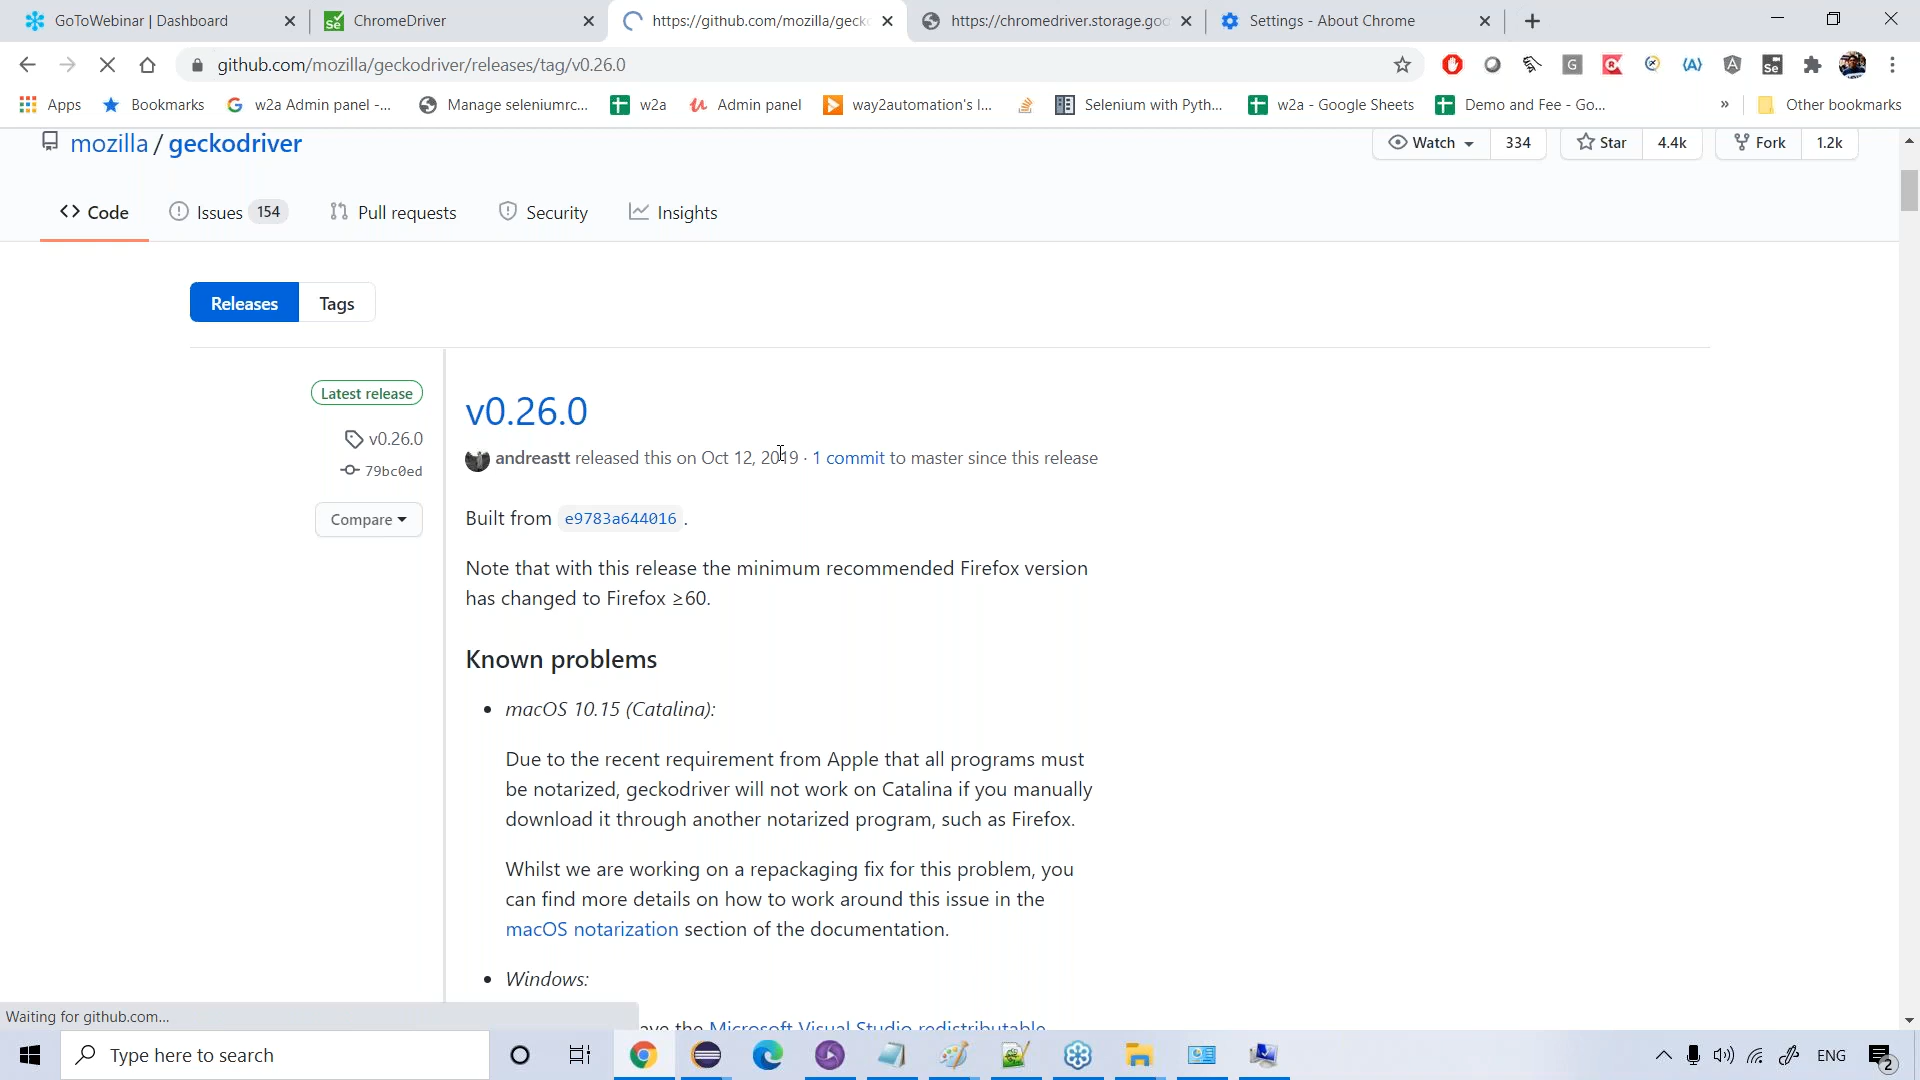 GoToWebinar | Dashboard
ChromeDriver
https://github.com/mozilla/geck
https://chromedriver.storage.goo
Settings - About Chrome
github.com/mozilla/geckodriver/releases/tag/v0.26.0
Apps
Bookmarks
w2a Admin panel -...
Manage seleniumrc...
w2a
Admin panel
way2automation's l...
Selenium with Pyth...
w2a - Google Sheets
Demo and Fee - Go...
»
Other bookmarks
mozilla / geckodriver
Watch
334
Star
4.4k
Fork
1.2k
Code
Issues 154
Pull requests
Security
Insights
Releases
Tags
Latest release
v0.26.0
79bc0ed
Compare
v0.26.0
andreastt released this on Oct 12, 2019 · 1 commit to master since this release
Built from e9783a644016 .
Note that with this release the minimum recommended Firefox version
has changed to Firefox ≥60.
Known problems
• macOS 10.15 (Catalina):
Due to the recent requirement from Apple that all programs must
be notarized, geckodriver will not work on Catalina if you manually
download it through another notarized program, such as Firefox.
Whilst we are working on a repackaging fix for this problem, you
can find more details on how to work around this issue in the
macOS notarization section of the documentation.
• Windows:
the Microsoft Visual Studio redistributable
Waiting for github.com...
Type here to search
ENG
2